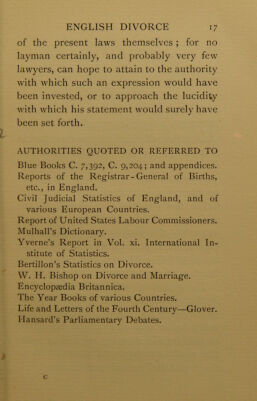 ENGLISH DIVORCE 17
of the present laws themselves; for no
layman certainly, and probably very few
lawyers, can hope to attain to the authority
with which such an expression would have
been invested, or to approach the lucidity
with which his statement would surely have
been set forth.
AUTHORITIES QUOTED OR REFERRED TO
Blue Books C. 7,392, C. 9,204; and appendices.
Reports of the Registrar-General of Births,
etc., in England.
Civil Judicial Statistics of England, and of
various European Countries.
Report of United States Labour Commissioners.
Mulhall's Dictionary.
Yverne's Report in Vol. xi. International In-
stitute of Statistics.
Bertillon's Statistics on Divorce.
W. H. Bishop on Divorce and Marriage.
Encyclopædia Britannica.
The Year Books of various Countries.
Life and Letters of the Fourth Century—Glover.
Hansard's Parliamentary Debates.
C